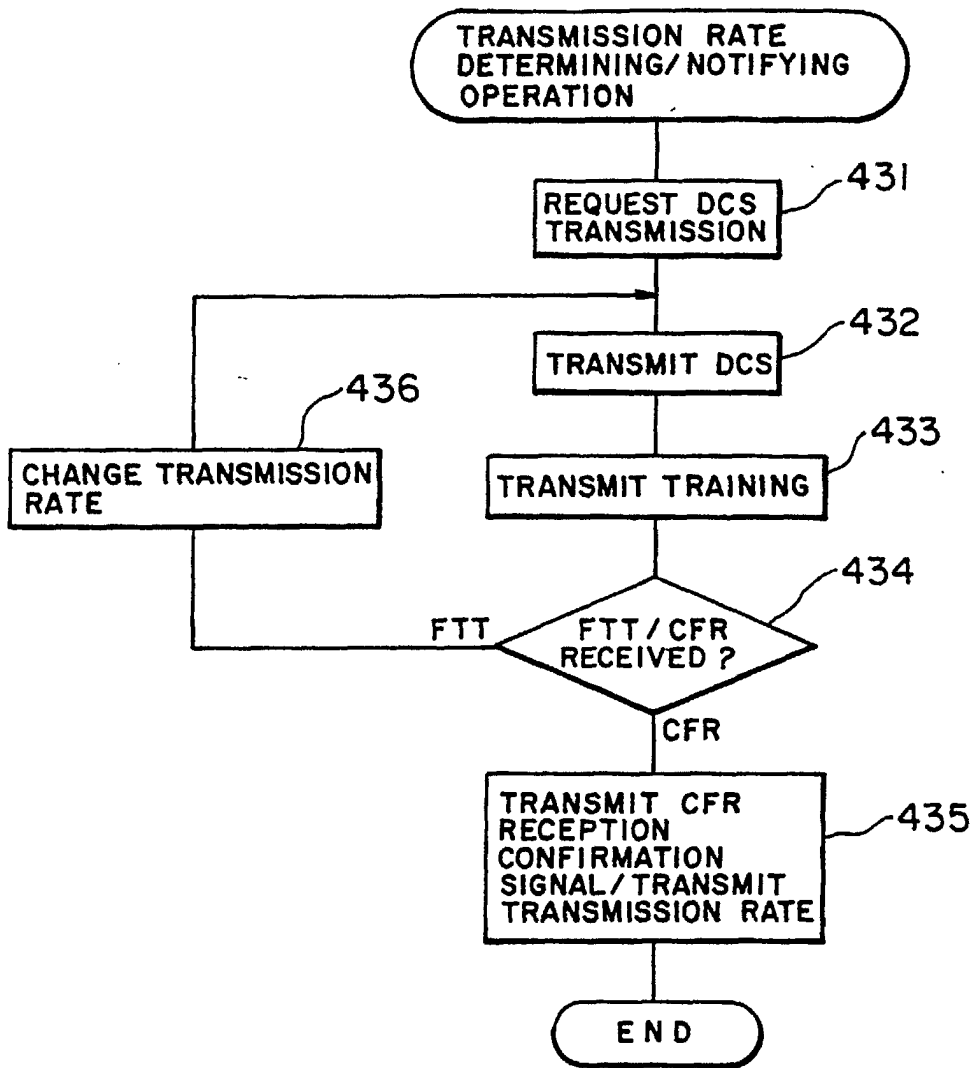 TRANSMISSION RATE
DETERMINING/NOTIFYING
OPERATION
431
REQUEST DCS
TRANSMISSION
432
TRANSMIT DCS
436
CHANGE TRANSMISSION
RATE
433
TRANSMIT TRAINING
434
FTT
FTT/CFR
RECEIVED?
CFR
435
TRANSMIT CFR
RECEPTION
CONFIRMATION
SIGNAL/TRANSMIT
TRANSMISSION RATE
END